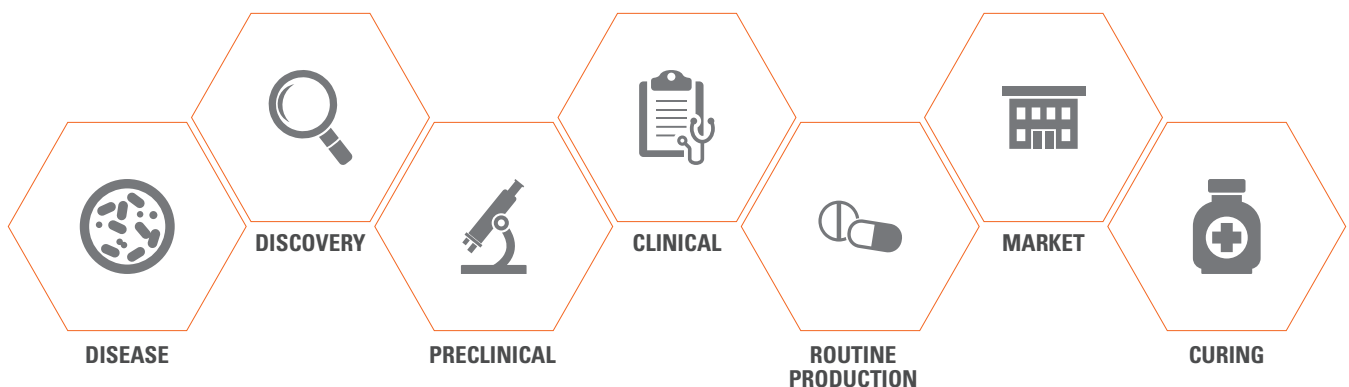 DISEASE
DISCOVERY
PRECLINICAL
CLINICAL
ROUTINE
PRODUCTION
MARKET
CURING